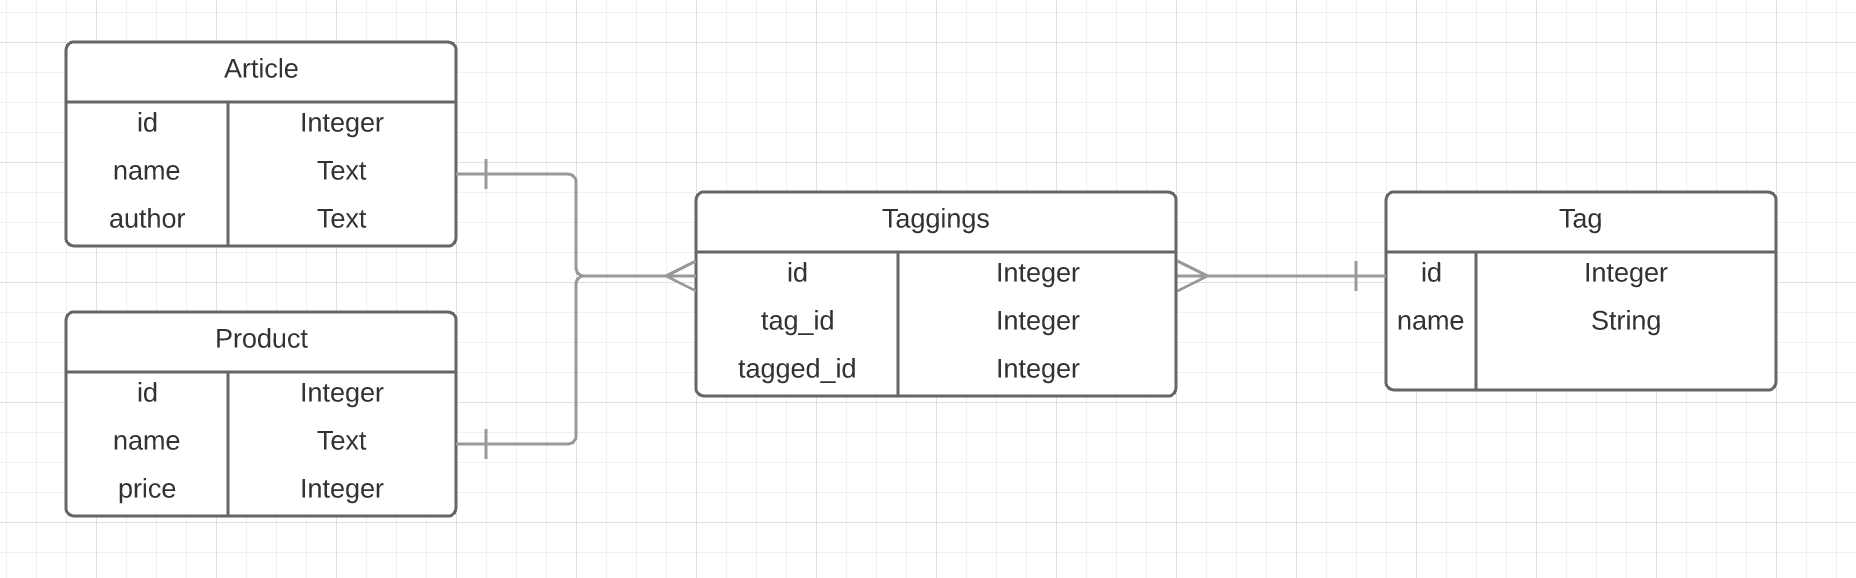 Article
id Integer
name Text
author Text
Product
id Integer
name Text
price Integer
Taggings
id Integer
tag_id Integer
tagged_id Integer
Tag
id Integer
name String